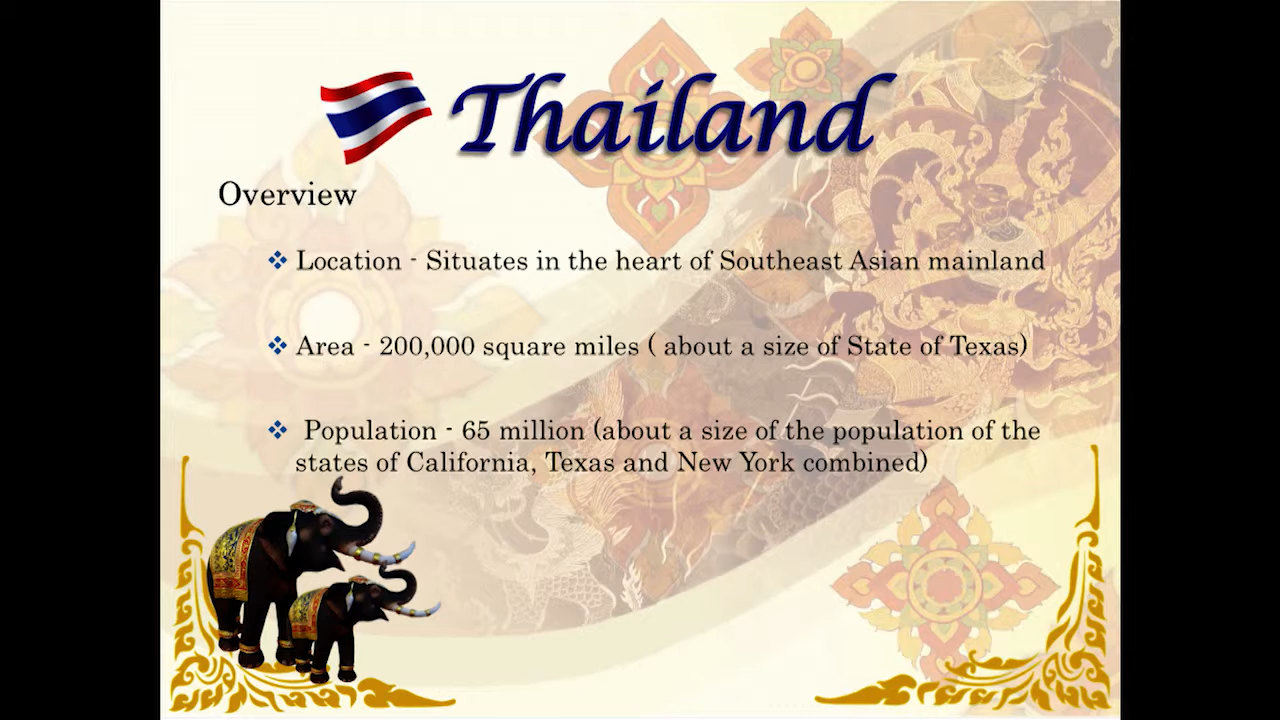 Thailand
Overview
Location - Situates in the heart of Southeast Asian mainland
Area - 200,000 square miles ( about a size of State of Texas)
Population - 65 million (about a size of the population of the
states of California, Texas and New York combined)